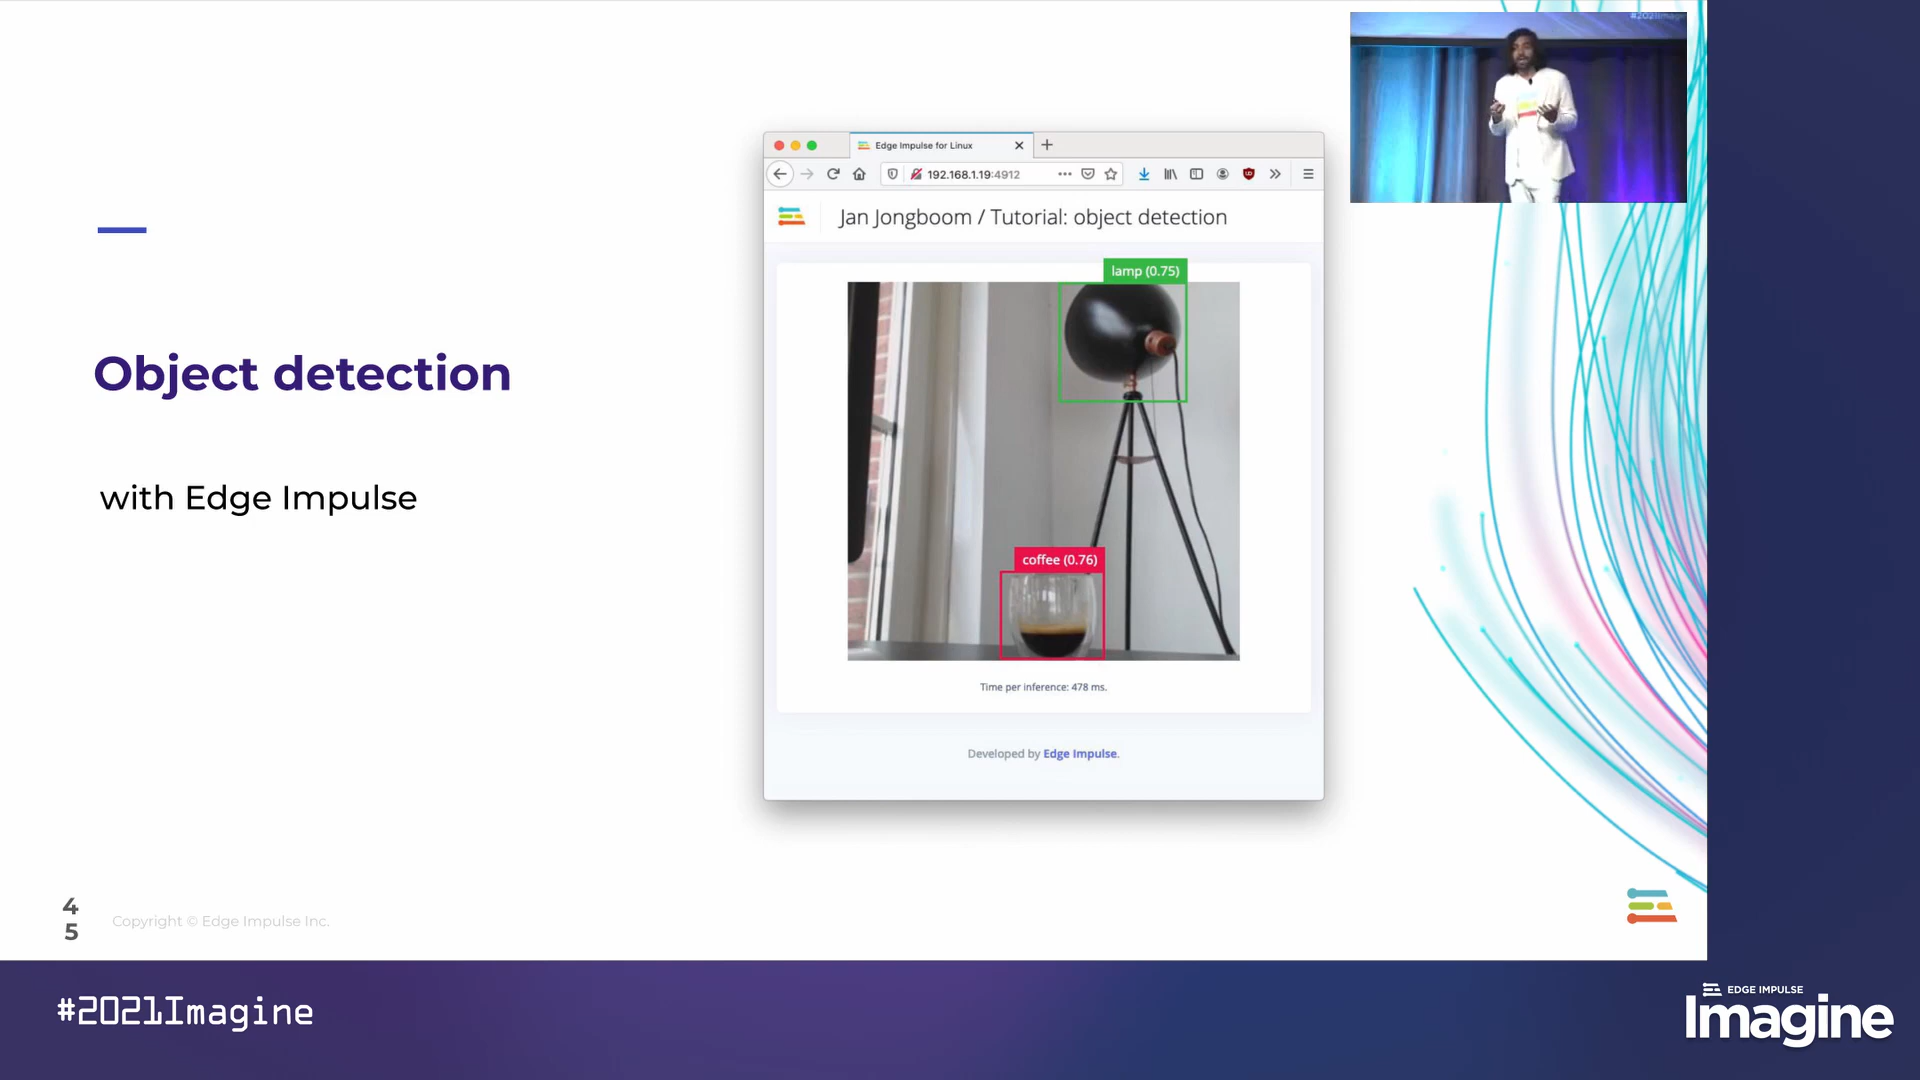 #2021Imagine
Edge Impulse for Linux
192.168.1.19:4912
Jan Jongboom / Tutorial: object detection
lamp (0.75)
Object detection
with Edge Impulse
coffee (0.76)
Time per inference: 478 ms.
Developed by Edge Impulse.
4
5
Copyright © Edge Impulse Inc.
#2021Imagine
EDGE IMPULSE
Imagine